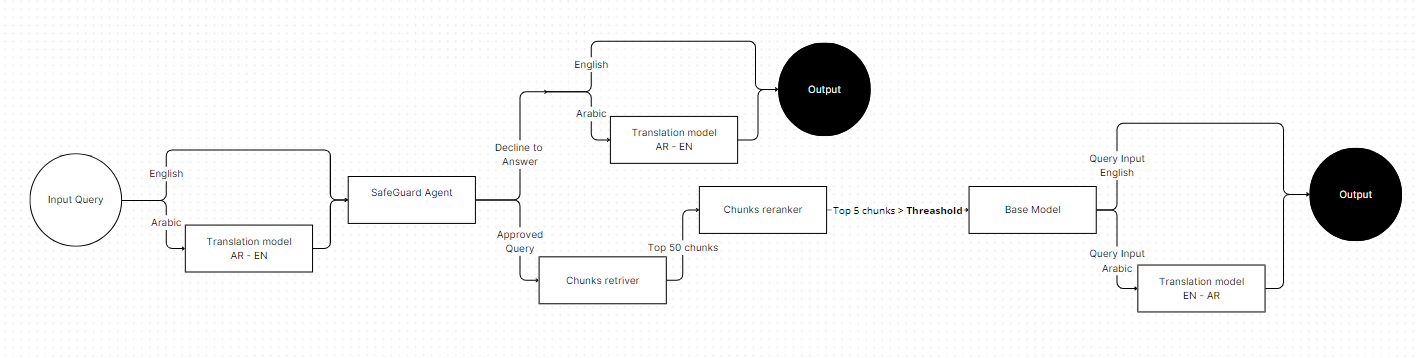 Input Query
English
Arabic
Translation model
AR - EN
SafeGuard Agent
Decline to
Answer
English
Arabic
Translation model
AR - EN
Output
Approved
Query
Chunks retriver
Top 50 chunks
Chunks reranker
Top 5 chunks > Threashold
Base Model
Query Input
English
Query Input
Arabic
Translation model
EN - AR
Output